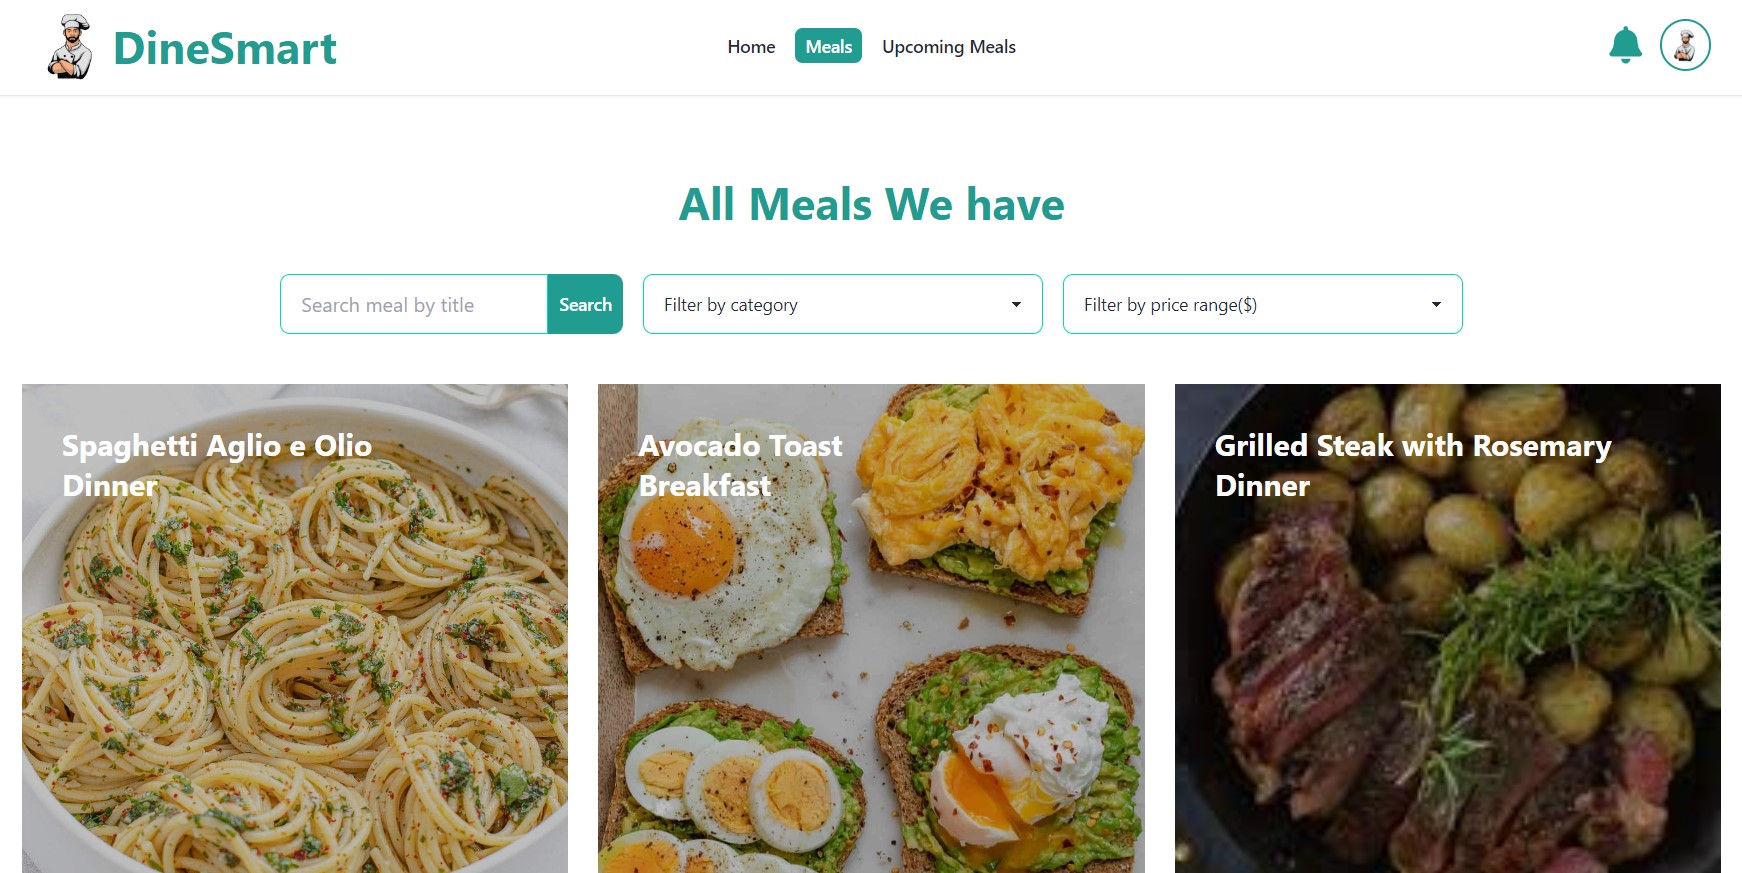 DineSmart
Home
Meals
Upcoming Meals
All Meals We have
Search meal by title
Search
Filter by category
Filter by price range($)
Spaghetti Aglio e Olio
Dinner
Avocado Toast
Breakfast
Grilled Steak with Rosemary
Dinner